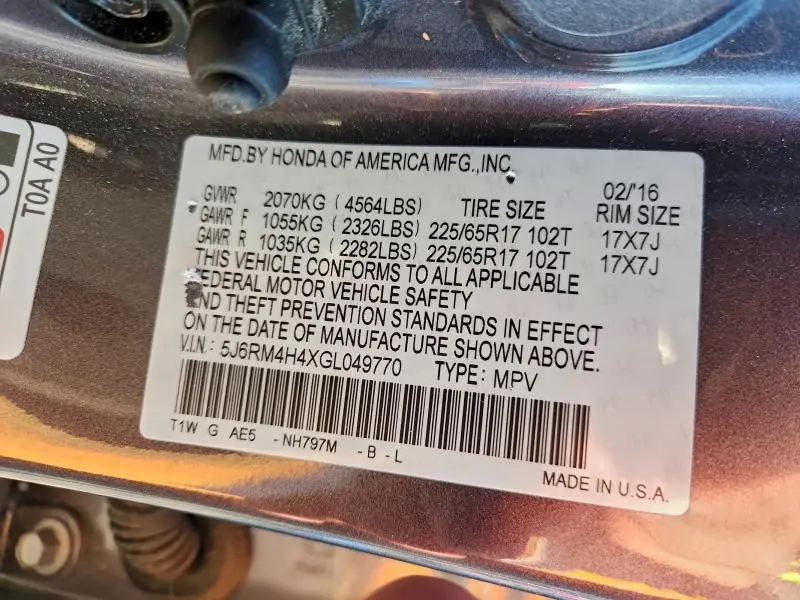 T0A A0
MFD.BY HONDA OF AMERICA MFG.,INC.
02/'16
GVWR 2070KG ( 4564LBS) TIRE SIZE RIM SIZE
GAWR F 1055KG ( 2326LBS) 225/65R17 102T 17X7J
GAWR R 1035KG ( 2282LBS) 225/65R17 102T 17X7J
THIS VEHICLE CONFORMS TO ALL APPLICABLE
FEDERAL MOTOR VEHICLE SAFETY
AND THEFT PREVENTION STANDARDS IN EFFECT
ON THE DATE OF MANUFACTURE SHOWN ABOVE.
V.I.N.: 5J6RM4H4XGL049770 TYPE: MPV
T1W G AE5 -NH797M -B -L
MADE IN U.S.A.